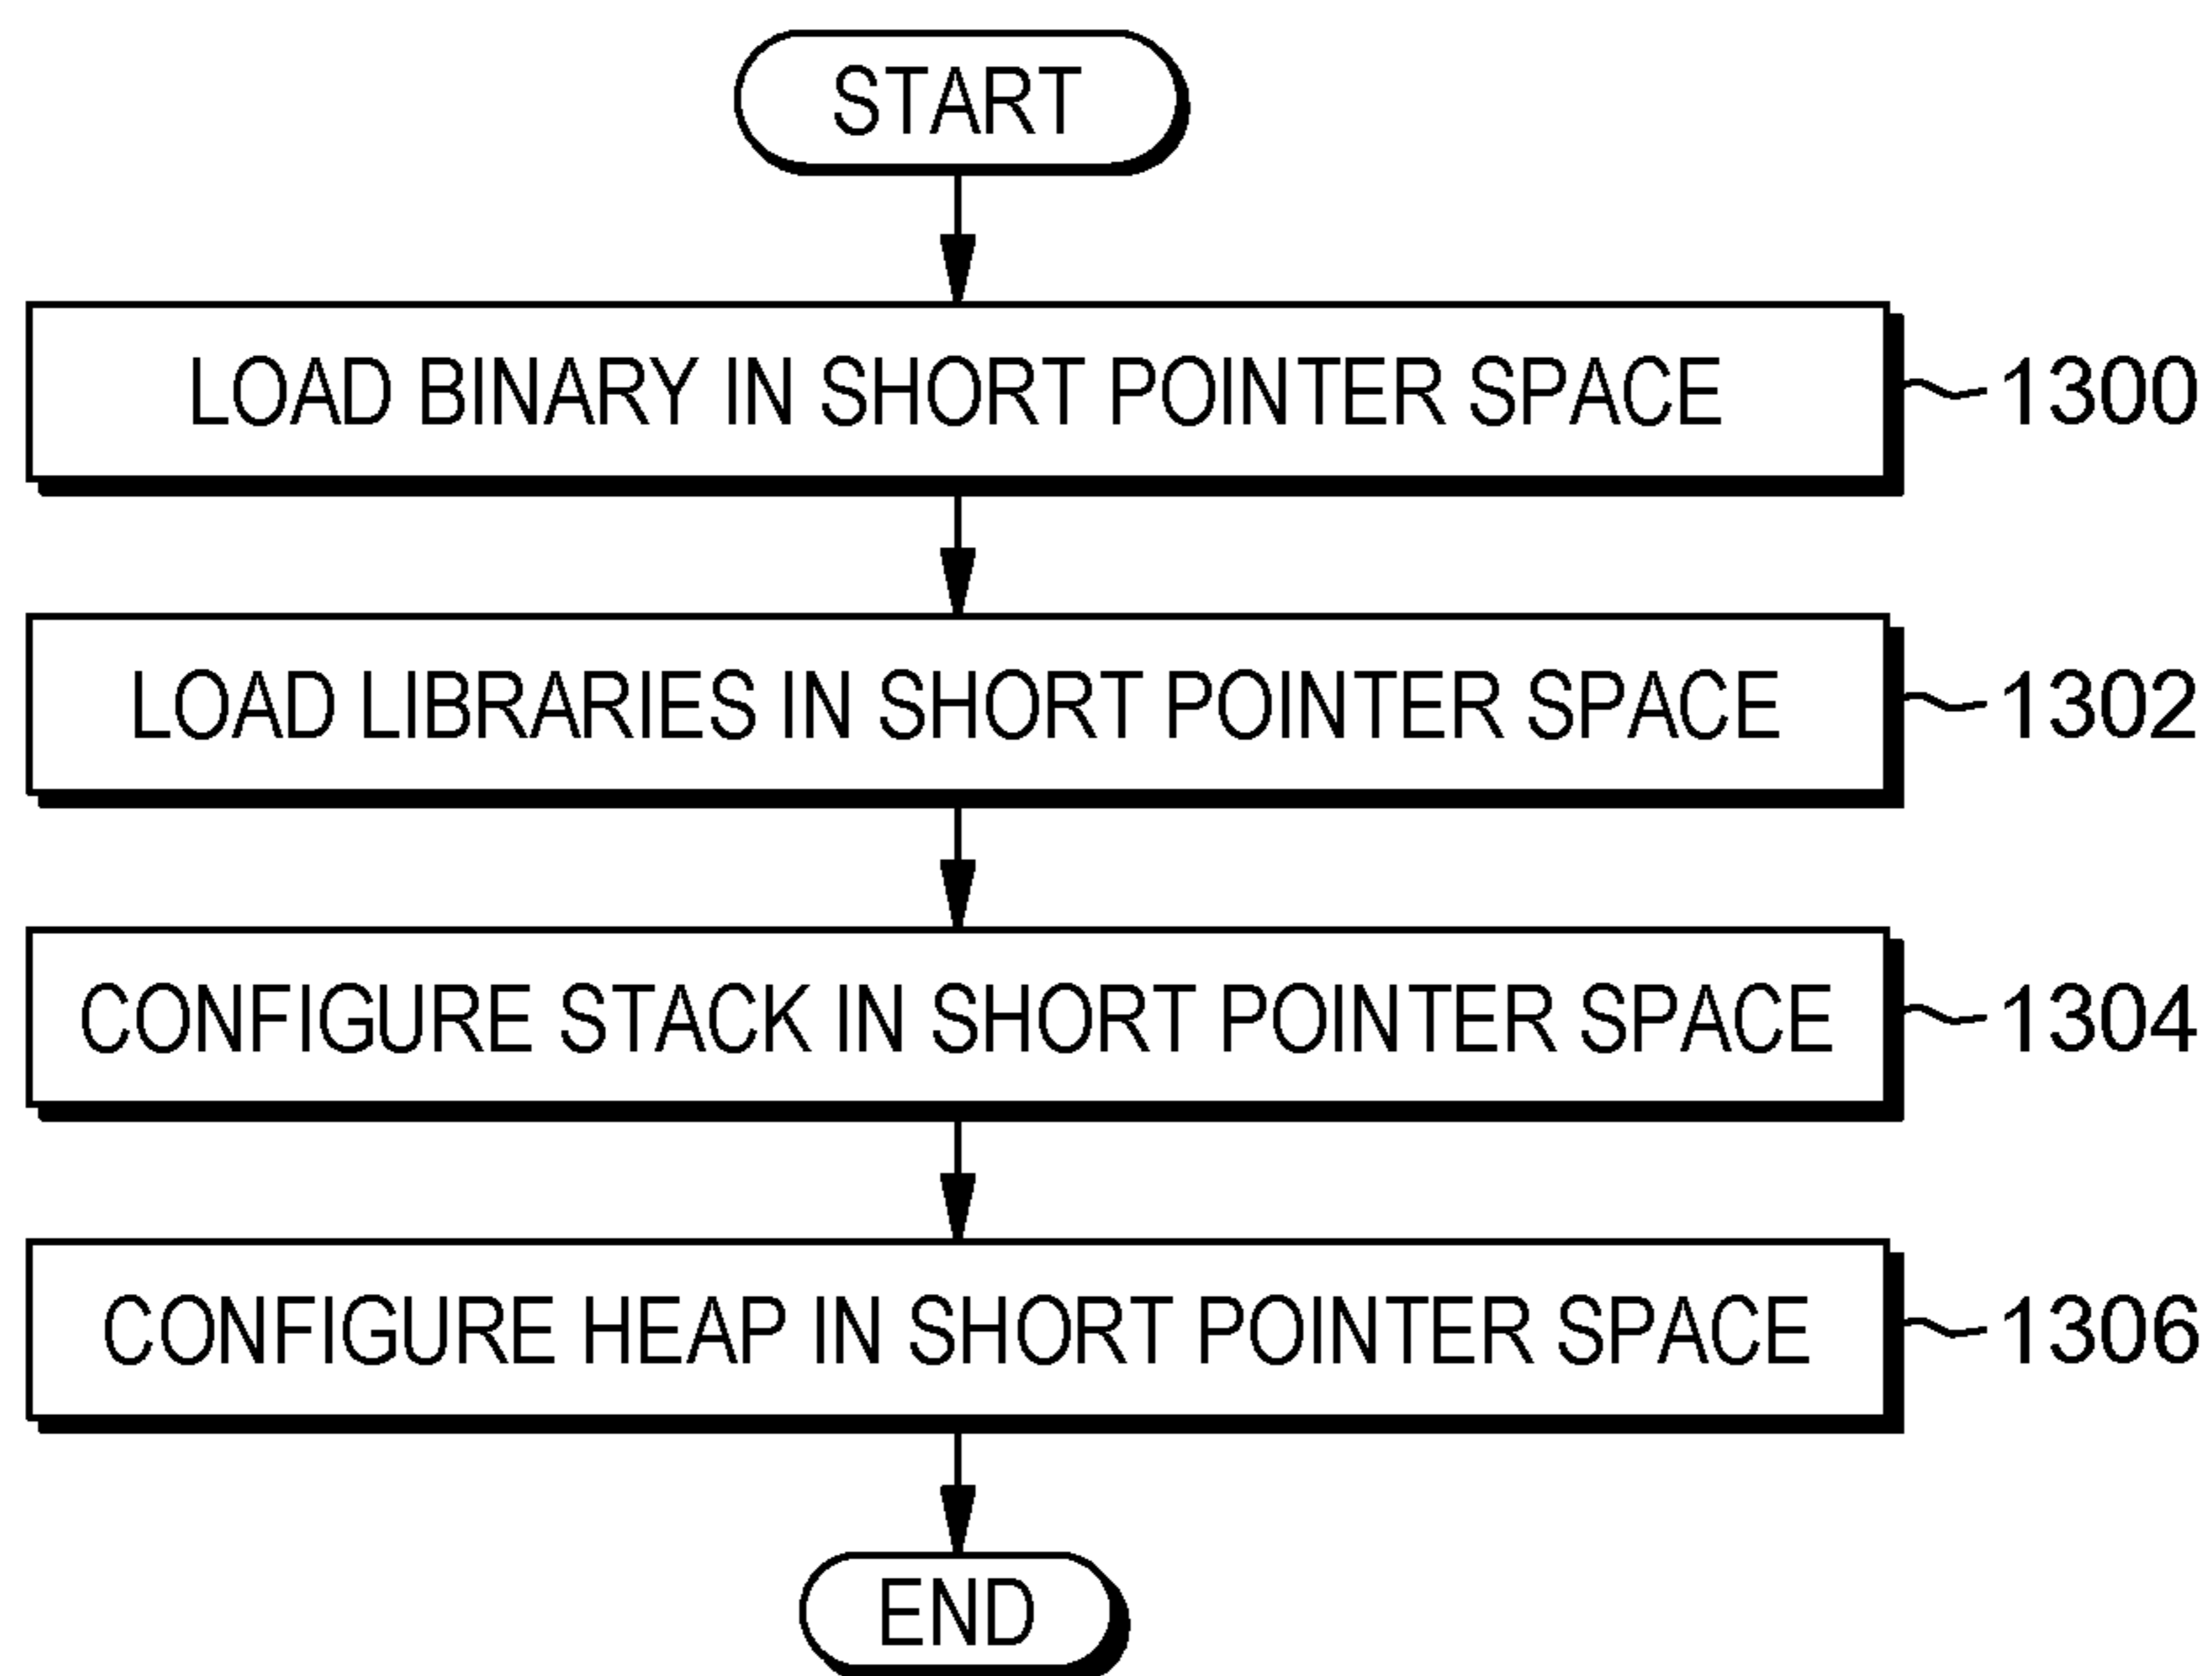 START
LOAD BINARY IN SHORT POINTER SPACE
1300
LOAD LIBRARIES IN SHORT POINTER SPACE
1302
CONFIGURE STACK IN SHORT POINTER SPACE
1304
CONFIGURE HEAP IN SHORT POINTER SPACE
1306
END